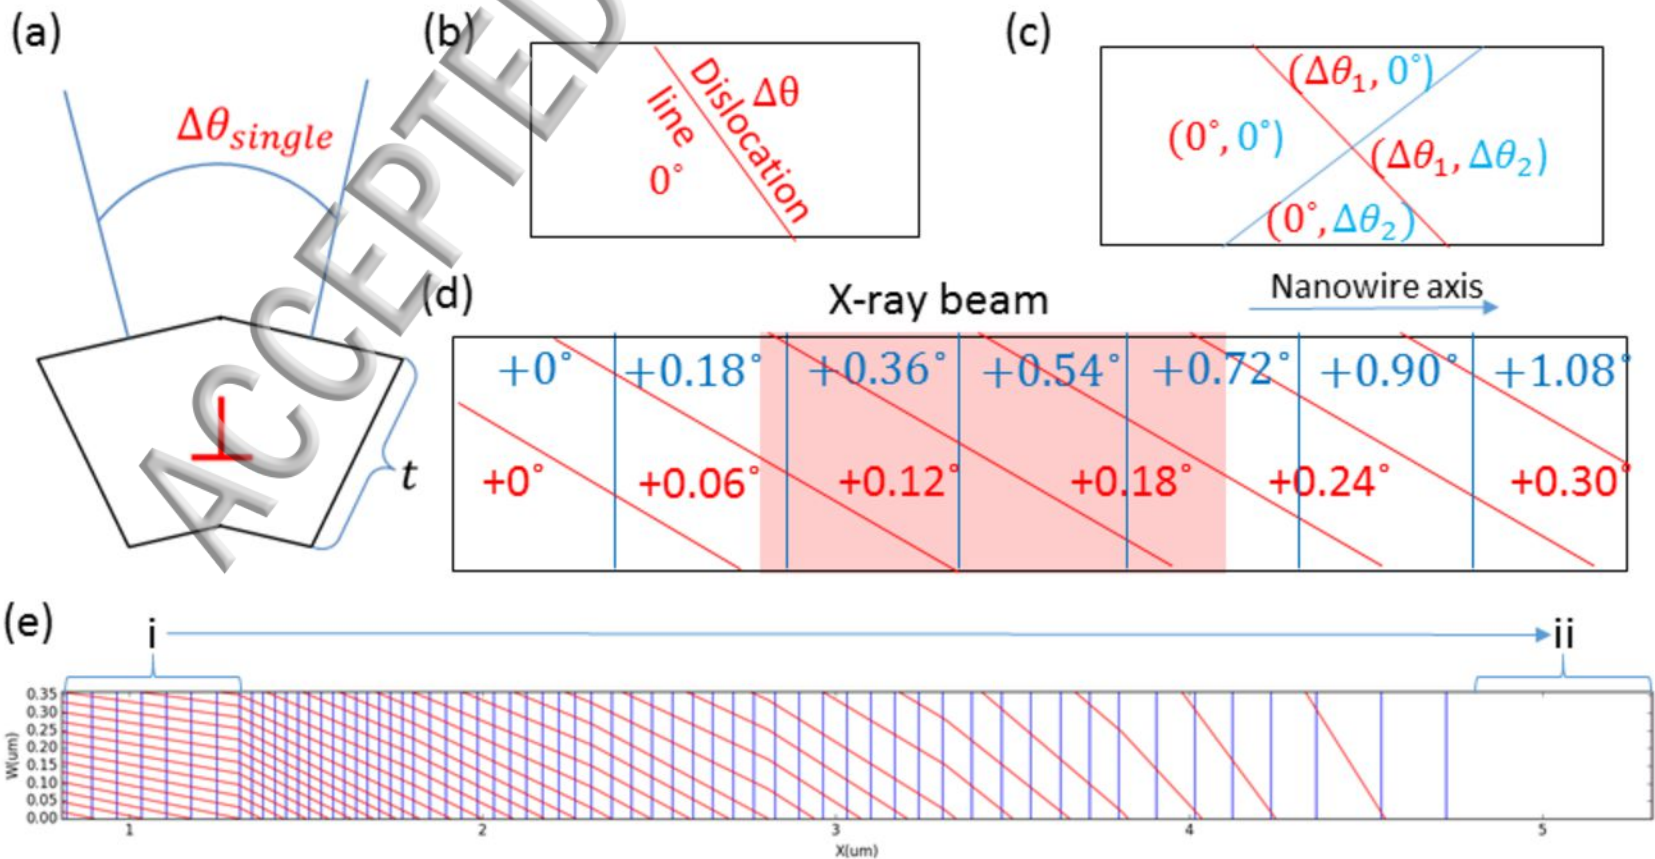 (a)
Δθsingle
t
ACCEPTED
(b)
Dislocation
line
Δθ
0°
(c)
(Δθ1, 0°)
(0°, 0°)
(Δθ1, Δθ2)
(0°, Δθ2)
(d)
X-ray beam
Nanowire axis
+0° +0.18° +0.36° +0.54° +0.72° +0.90° +1.08°
+0° +0.06° +0.12° +0.18° +0.24° +0.30°
(e)
i
ii
0.35
0.30
0.25
0.20
0.15
0.10
0.05
0.00
W(um)
1 2 3 4 5
X(um)